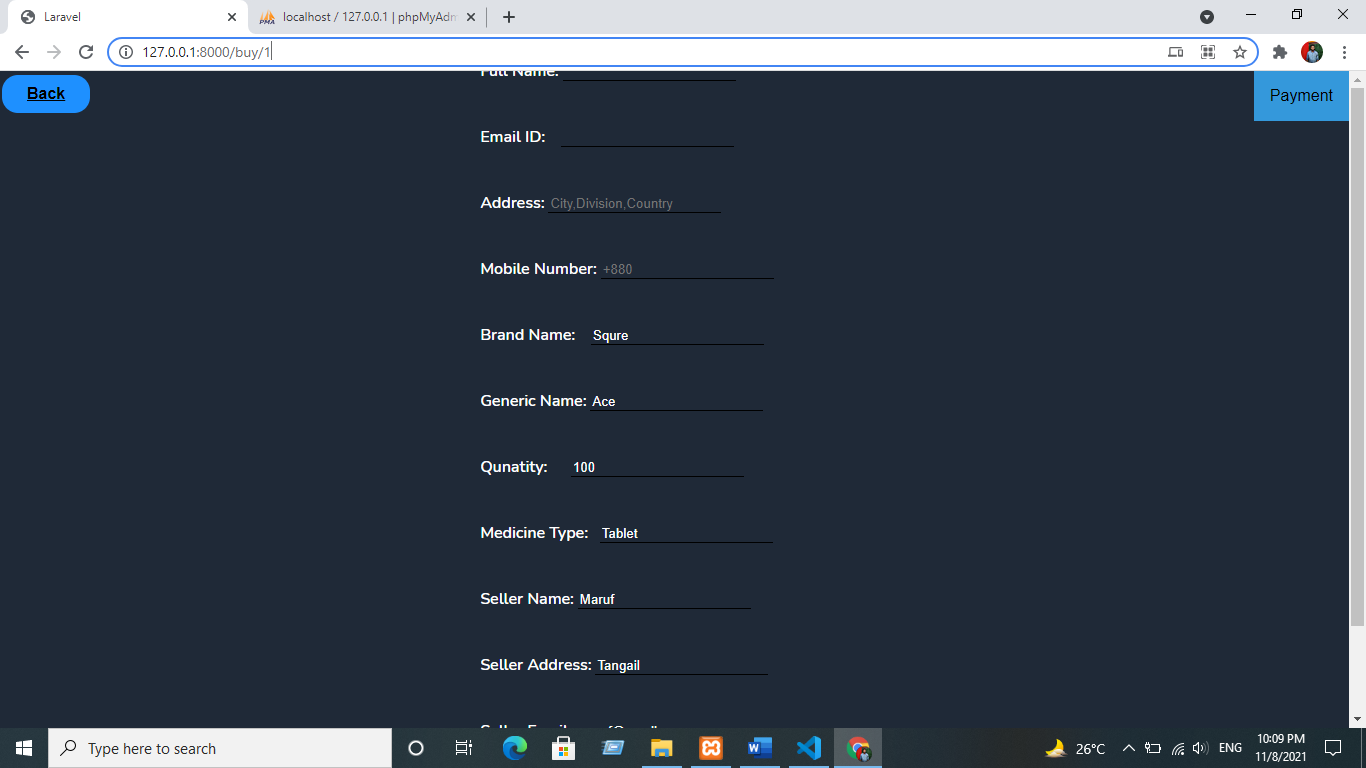 Laravel
localhost / 127.0.0.1 | phpMyAdm
127.0.0.1:8000/buy/1
Full Name:
Back
Payment
Email ID:
Address: City,Division,Country
Mobile Number: +880
Brand Name: Squre
Generic Name: Ace
Qunatity: 100
Medicine Type: Tablet
Seller Name: Maruf
Seller Address: Tangail
Type here to search
26°C
ENG
10:09 PM
11/8/2021